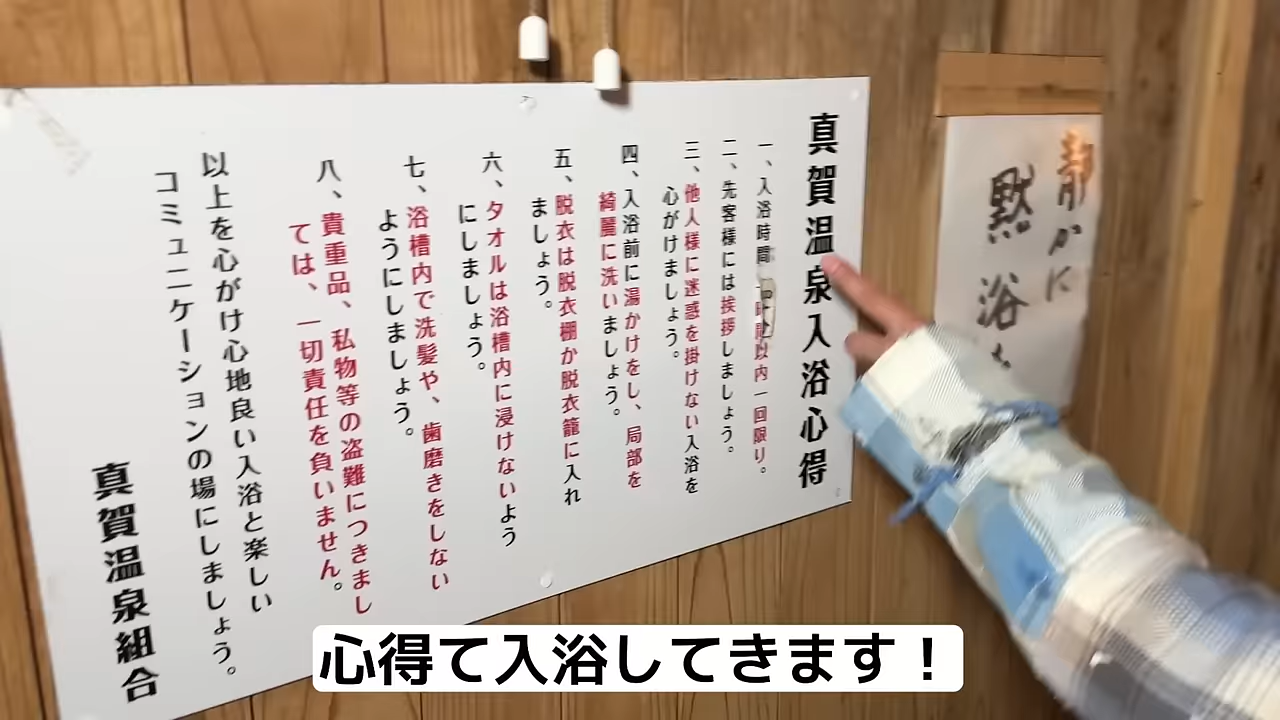 真賀温泉入浴心得
一、入浴時間 以内一回限り。
二、先客様には挨拶しましょう。
三、他人様に迷惑を掛けない入浴を
心がけましょう。
四、入浴前に湯かけをし、局部を
綺麗に洗いましょう。
五、脱衣は脱衣棚か脱衣籠に入れ
ましょう。
六、タオルは浴槽内に浸けないよう
にしましょう。
七、浴槽内で洗髪や、歯磨きをしない
ようにしましょう。
八、貴重品、私物等の盗難につきまし
ては、一切責任を負いません。
以上を心がけ心地良い入浴と楽しい
コミュニケーションの場にしましょう。
真賀温泉組合
静かに
黙浴
心得て入浴してきます！